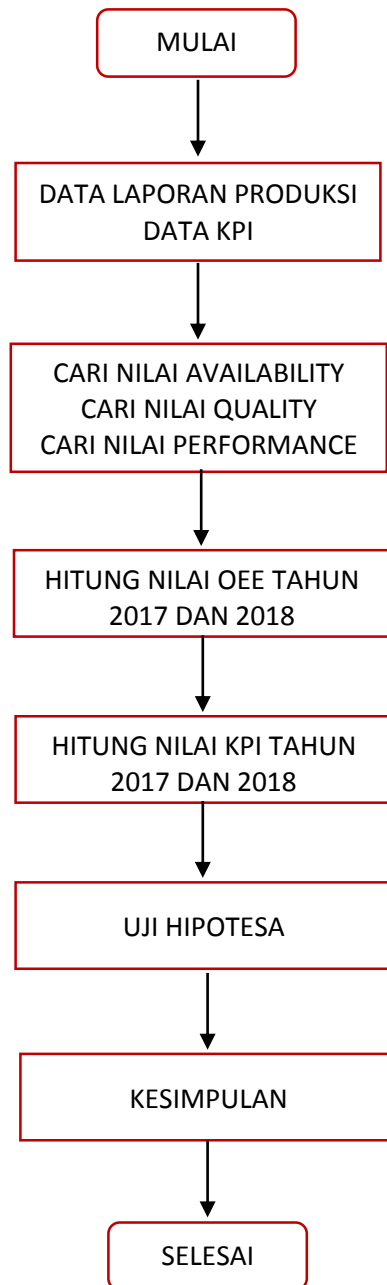 MULAI
DATA LAPORAN PRODUKSI
DATA KPI
CARI NILAI AVAILABILITY
CARI NILAI QUALITY
CARI NILAI PERFORMANCE
HITUNG NILAI OEE TAHUN
2017 DAN 2018
HITUNG NILAI KPI TAHUN
2017 DAN 2018
UJI HIPOTESA
KESIMPULAN
SELESAI